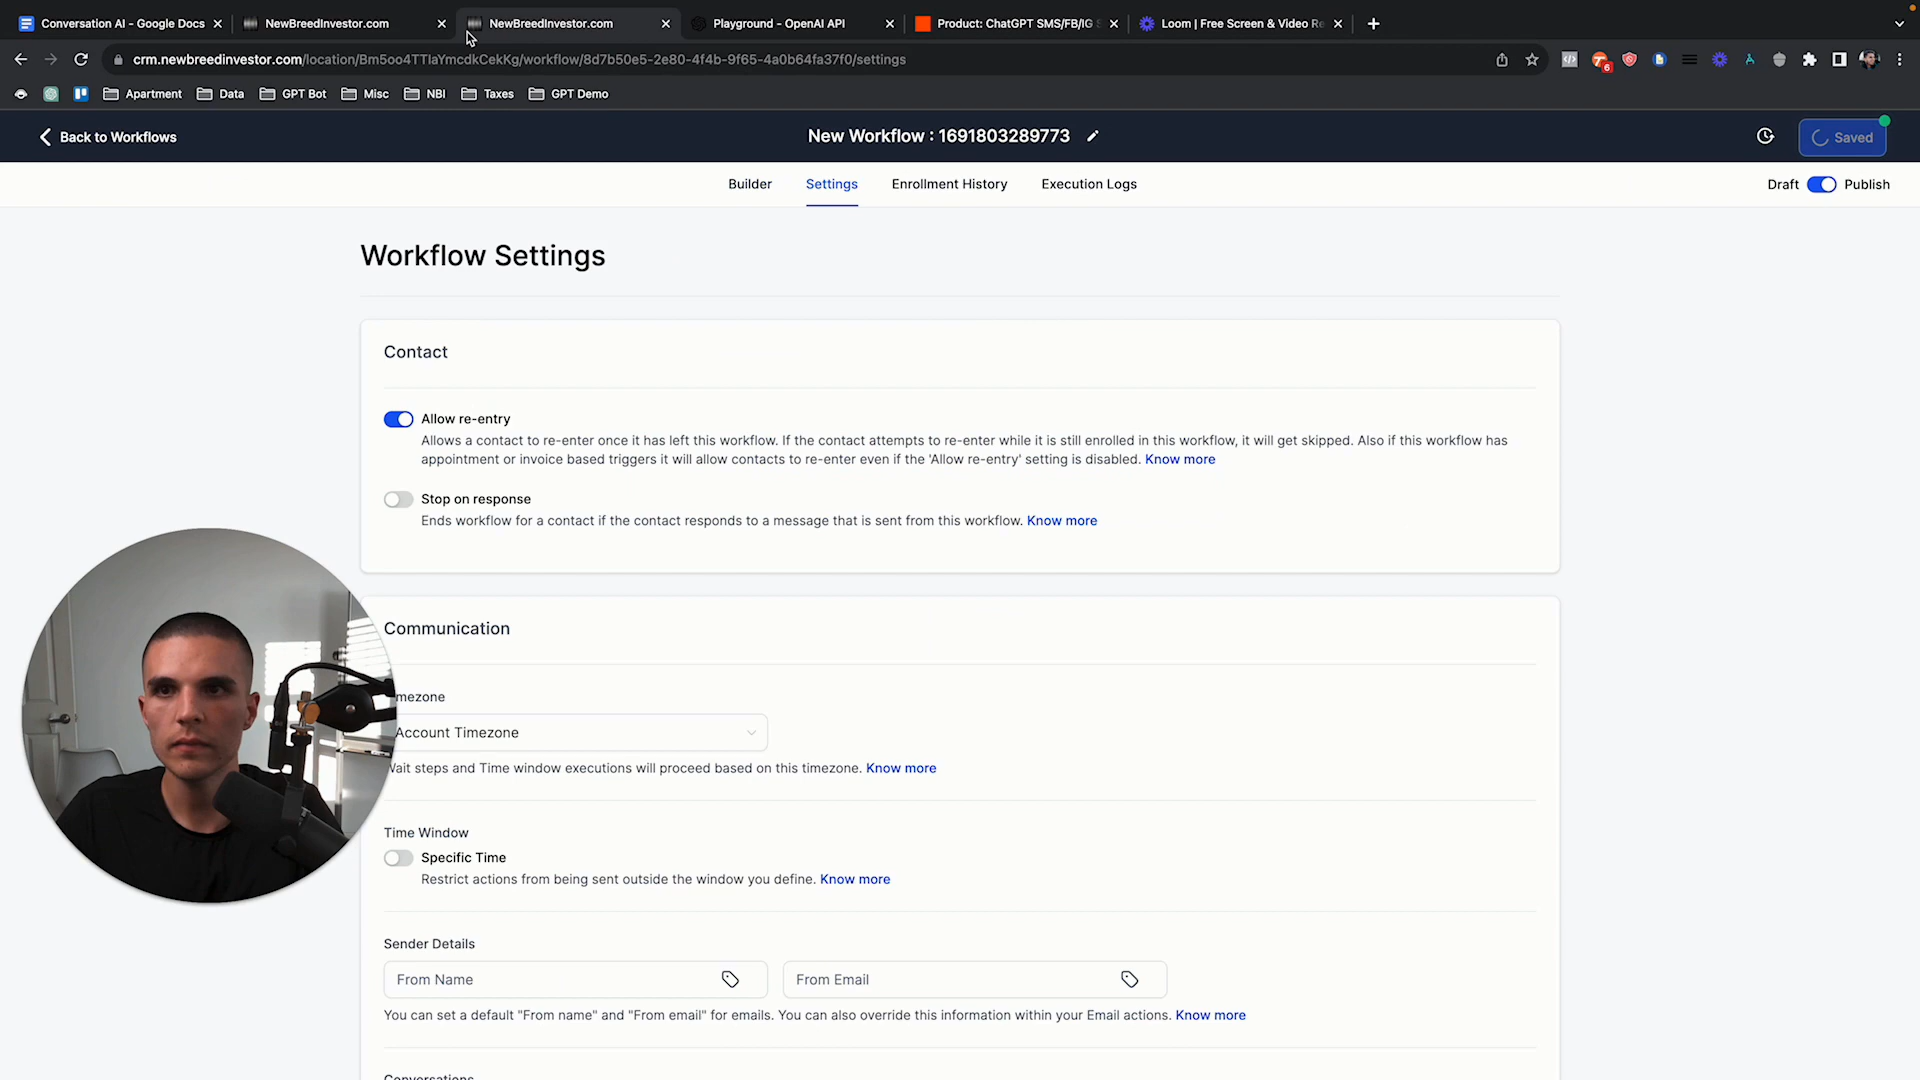 Conversation AI - Google Docs
NewBreedInvestor.com
NewBreedInvestor.com
Playground - OpenAI API
Product: ChatGPT SMS/FB/IG S
Loom | Free Screen & Video Re
crm.newbreedinvestor.com/location/Bm5oo4TTlaYmcdkCekKg/workflow/8d7b50e5-2e80-4f4b-9f65-4a0b64fa37f0/settings
6
Apartment
Data
GPT Bot
Misc
NBI
Taxes
GPT Demo
Back to Workflows
New Workflow : 1691803289773
Saved
Builder
Settings
Enrollment History
Execution Logs
Draft
Publish
Workflow Settings
Contact
Allow re-entry
Allows a contact to re-enter once it has left this workflow. If the contact attempts to re-enter while it is still enrolled in this workflow, it will get skipped. Also if this workflow has
appointment or invoice based triggers it will allow contacts to re-enter even if the 'Allow re-entry' setting is disabled. Know more
Stop on response
Ends workflow for a contact if the contact responds to a message that is sent from this workflow. Know more
Communication
mezone
Account Timezone
Wait steps and Time window executions will proceed based on this timezone. Know more
Time Window
Specific Time
Restrict actions from being sent outside the window you define. Know more
Sender Details
From Name
From Email
You can set a default "From name" and "From email" for emails. You can also override this information within your Email actions. Know more
Conversations